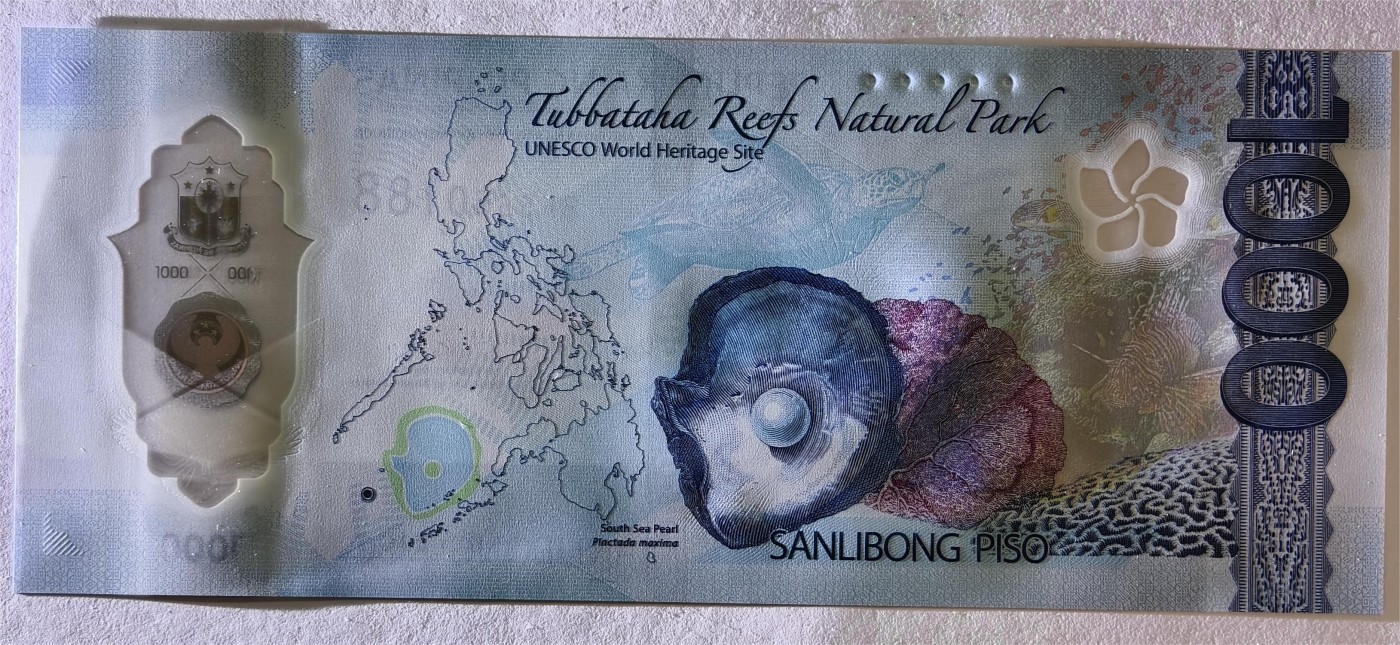 Tubbataha Reefs Natural Park
UNESCO World Heritage Site
1000
1000
South Sea Pearl
Pinctada maxima
SANLIBONG PISO